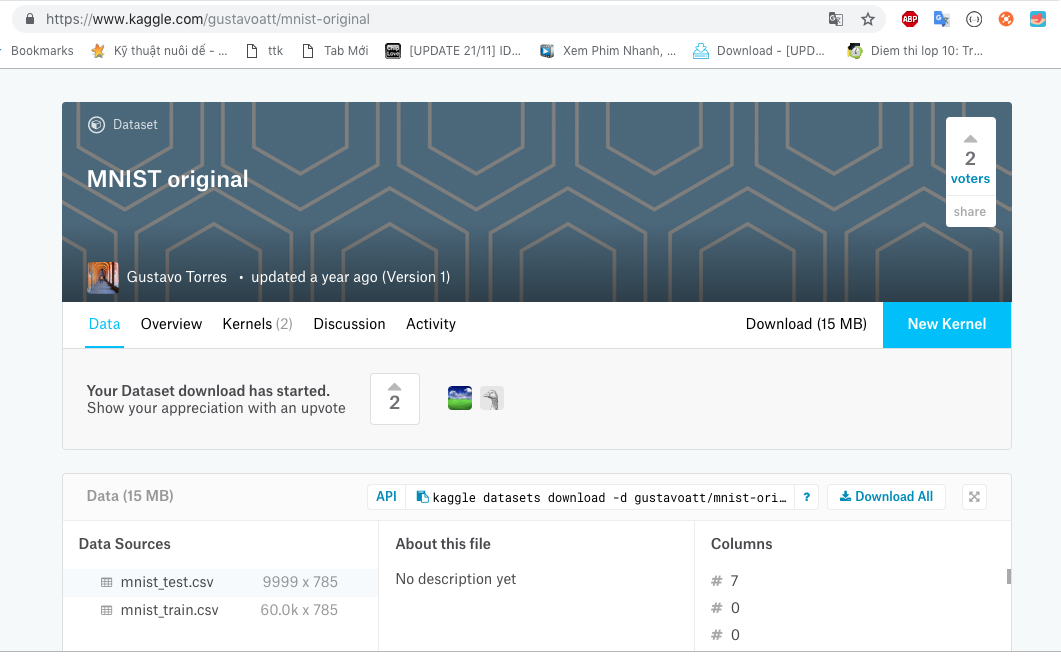 https://www.kaggle.com/gustavoatt/mnist-original
ABP
Bookmarks
Kỹ thuật nuôi dế - ...
ttk
Tab Mới
[UPDATE 21/11] ID...
Xem Phim Nhanh, ...
Download - [UPD...
Diem thi lop 10: Tr...
Dataset
2
voters
share
MNIST original
Gustavo Torres • updated a year ago (Version 1)
Data
Overview
Kernels (2)
Discussion
Activity
Download (15 MB)
New Kernel
Your Dataset download has started.
Show your appreciation with an upvote
2
Data (15 MB)
API
kaggle datasets download -d gustavoatt/mnist-ori…
?
Download All
Data Sources
mnist_test.csv 9999 x 785
mnist_train.csv 60.0k x 785
About this file
No description yet
Columns
# 7
# 0
# 0